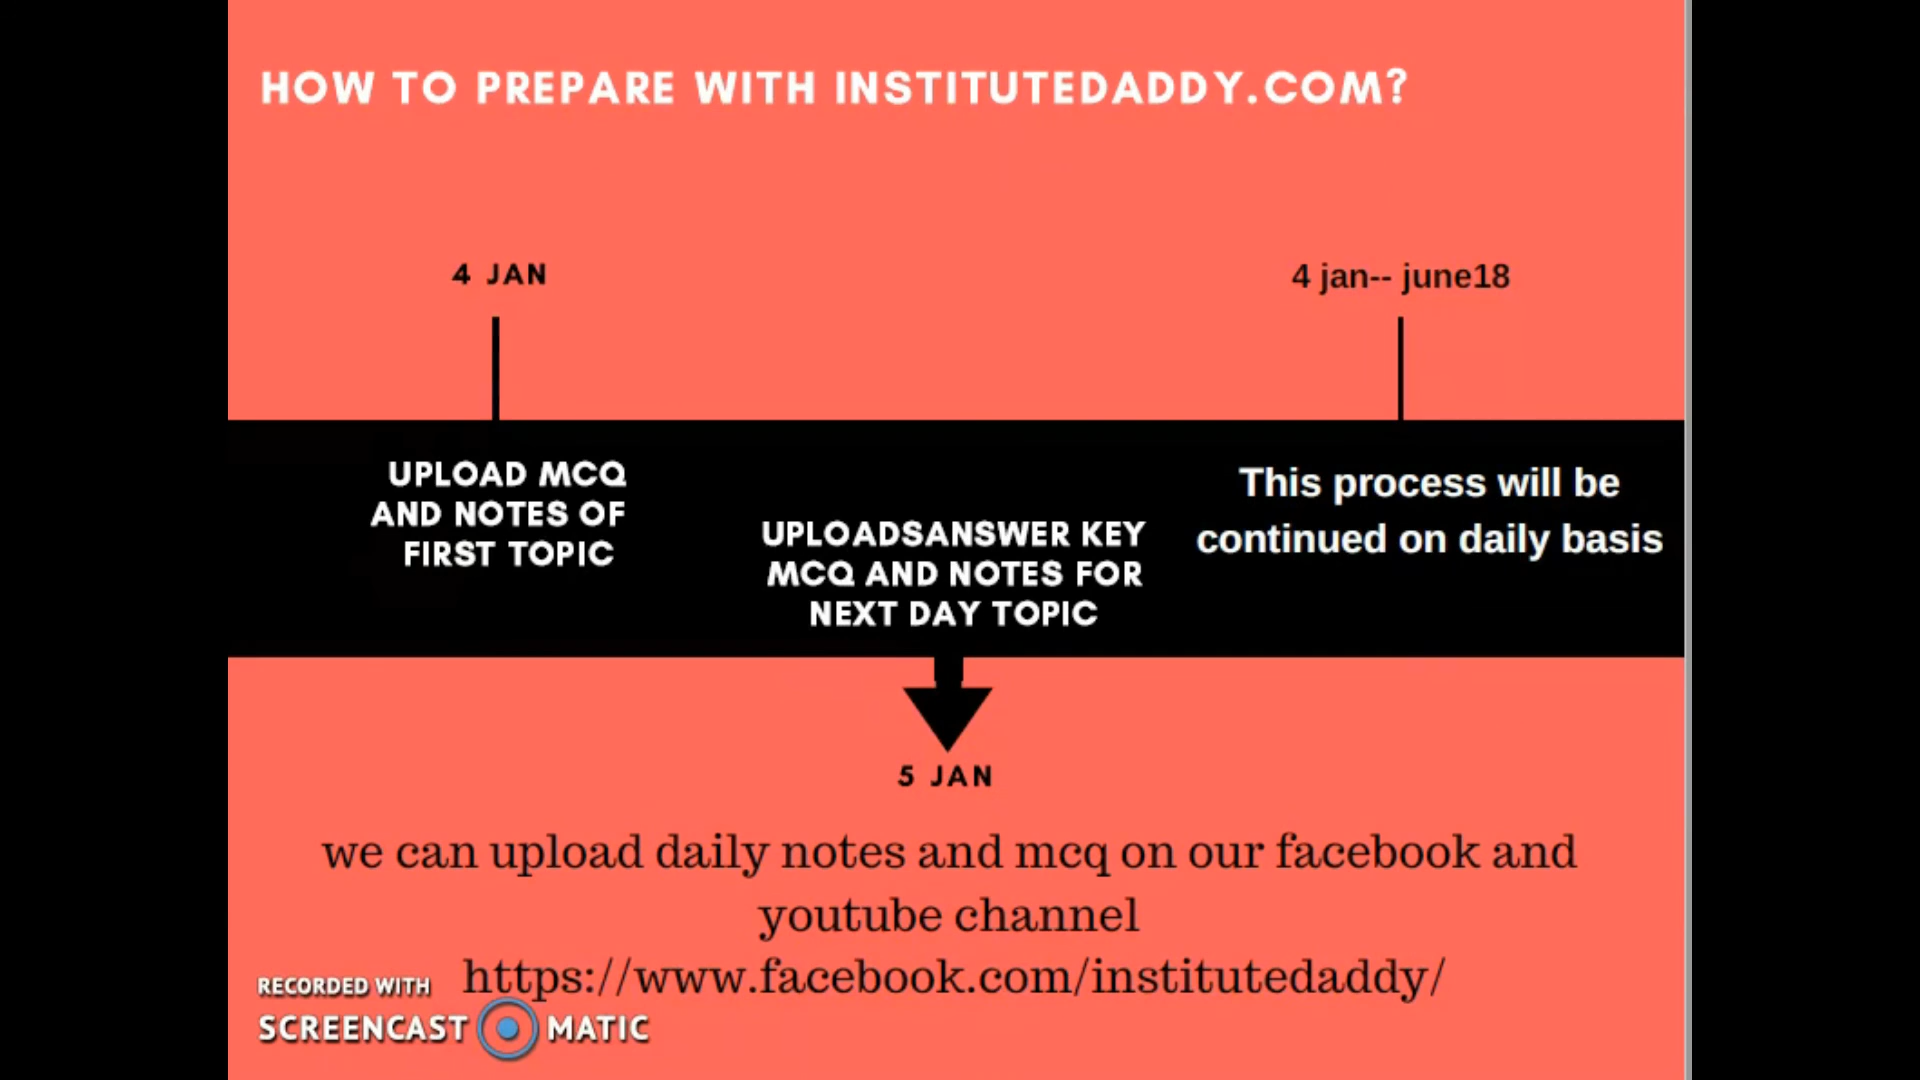 HOW TO PREPARE WITH INSTITUTEDADDY.COM?
4 JAN
4 jan-- june18
UPLOAD MCQ
AND NOTES OF
FIRST TOPIC
UPLOADSANSWER KEY
MCQ AND NOTES FOR
NEXT DAY TOPIC
This process will be
continued on daily basis
5 JAN
we can upload daily notes and mcq on our facebook and
youtube channel
https://www.facebook.com/institutedaddy/
RECORDED WITH
SCREENCAST MATIC